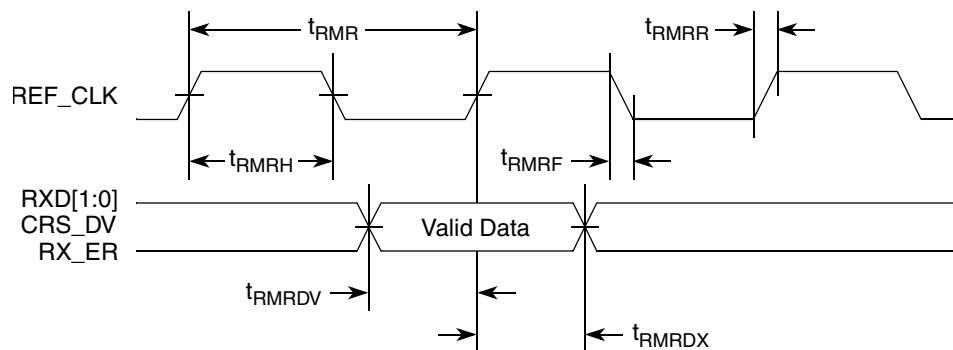 tRMR
tRMRR
REF_CLK
tRMRH
tRMRF
RXD[1:0]
CRS_DV
RX_ER
Valid Data
tRMRDV
tRMRDX